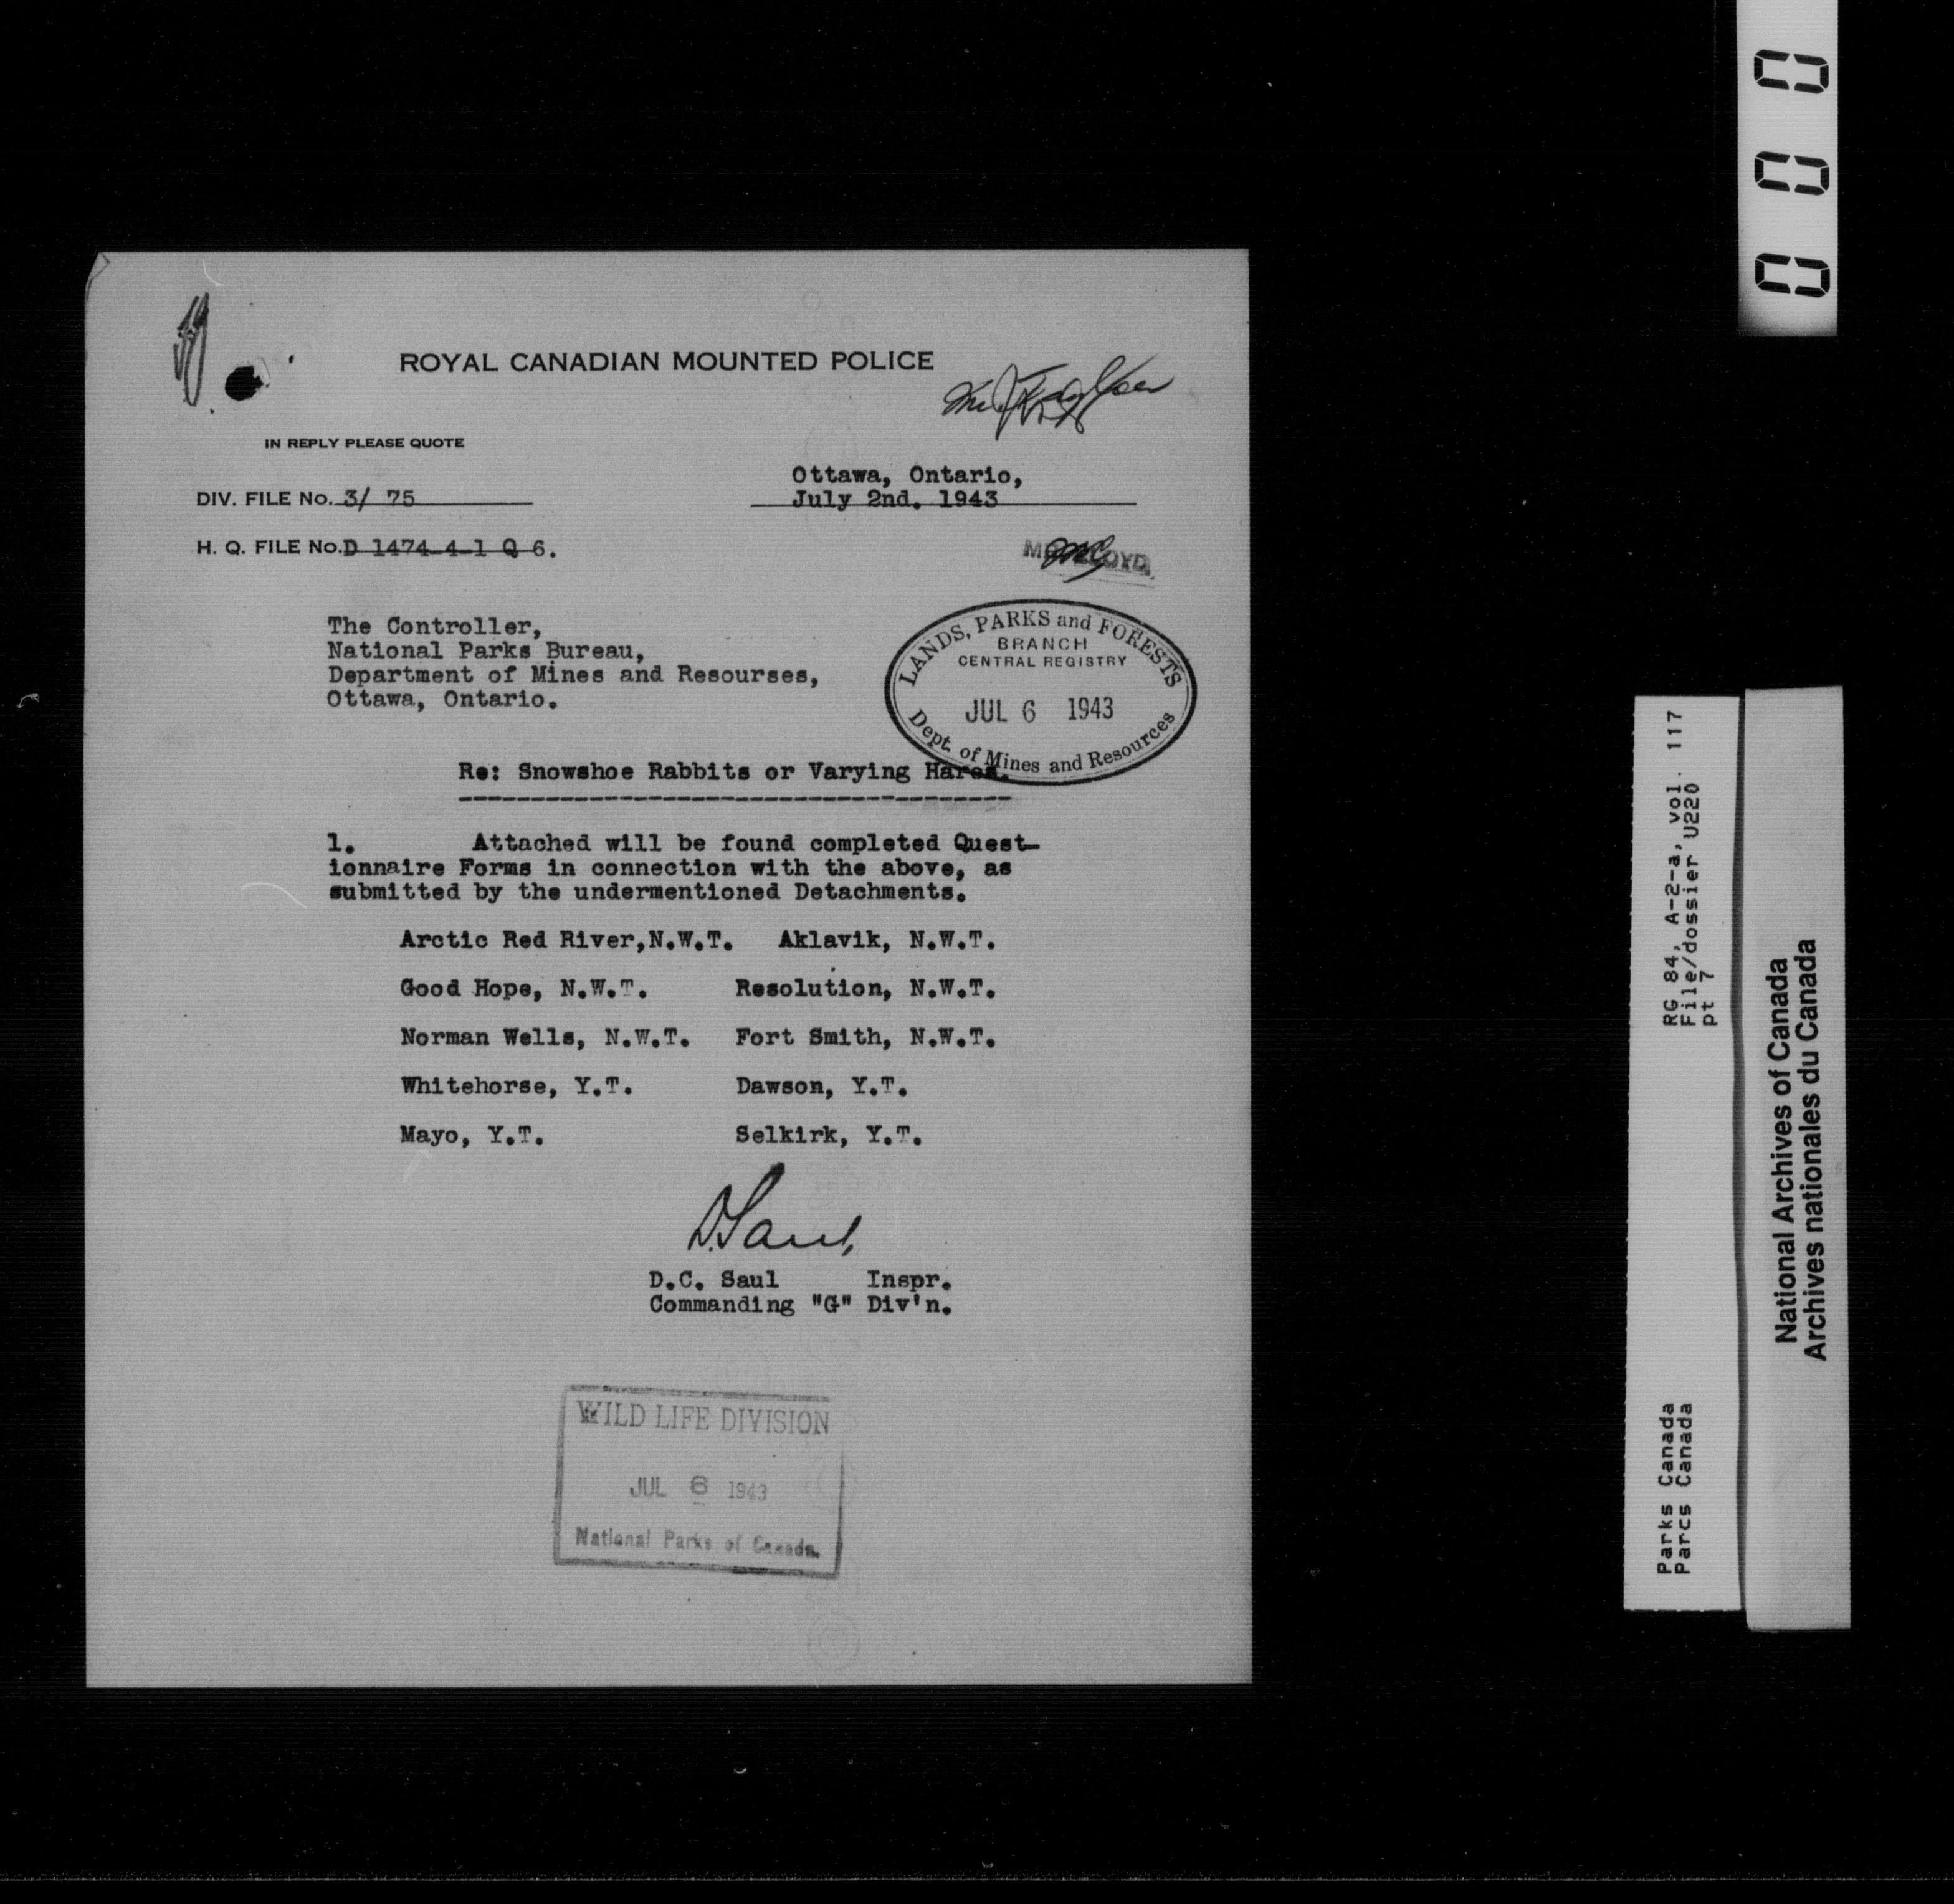 ROYAL CANADIAN MOUNTED POLICE
IN REPLY PLEASE QUOTE
Ottawa, Ontario,
DIV. FILE No. 3/ 75
July 2nd. 1943
H. Q. FILE No. D 1474-4-1 Q 6.
The Controller,
National Parks Bureau,
Department of Mines and Resourses,
Ottawa, Ontario.
LANDS, PARKS and FORESTS
BRANCH
CENTRAL REGISTRY
JUL 6 1943
Dept. of Mines and Resources
Re: Snowshoe Rabbits or Varying Hares.
1. Attached will be found completed Quest-
ionnaire Forms in connection with the above, as
submitted by the undermentioned Detachments.
Arctic Red River,N.W.T. Aklavik, N.W.T.
Good Hope, N.W.T. Resolution, N.W.T.
Norman Wells, N.W.T. Fort Smith, N.W.T.
Whitehorse, Y.T. Dawson, Y.T.
Mayo, Y.T. Selkirk, Y.T.
D. Saul,
D.C. Saul Inspr.
Commanding "G" Div'n.
WILD LIFE DIVISION
JUL 6 1943
National Parks of Canada.
000
RG 84, A-2-a, vol. 117
File/dossier U220
pt 7
Parks Canada
Parcs Canada
National Archives of Canada
Archives nationales du Canada